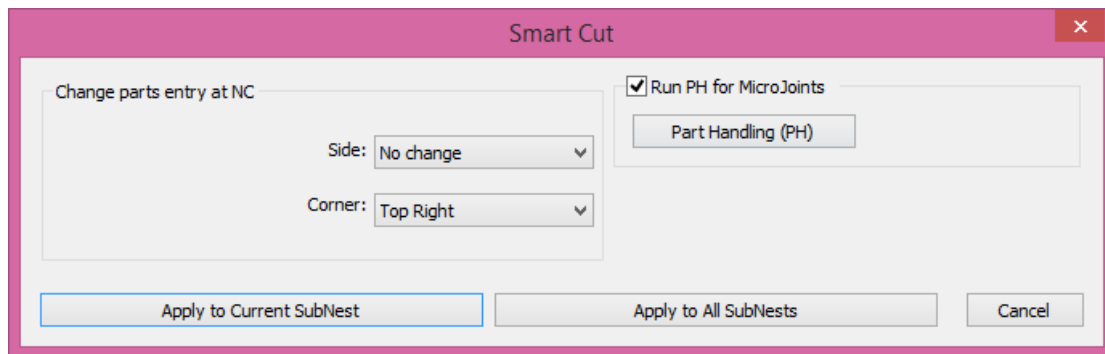 Smart Cut
Change parts entry at NC
Side: No change
Corner: Top Right
Run PH for MicroJoints
Part Handling (PH)
Apply to Current SubNest
Apply to All SubNests
Cancel